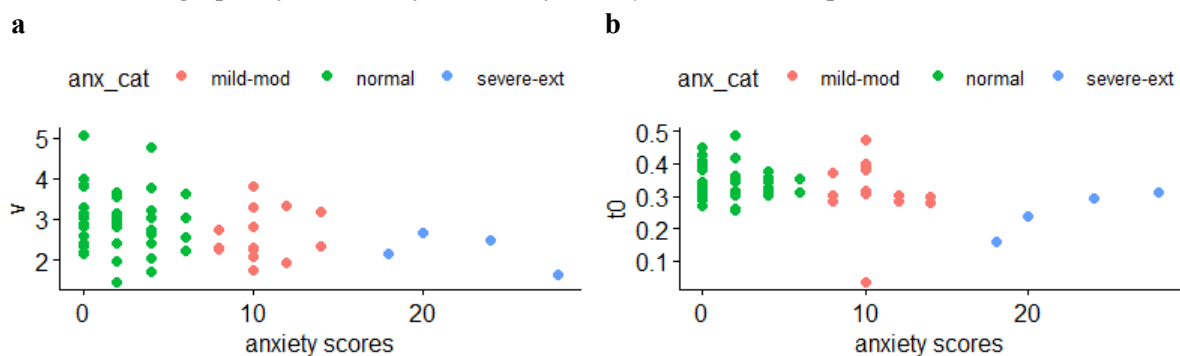 a
b
anx_cat mild-mod normal severe-ext
5
4
3
2
v
0 10 20
anxiety scores
anx_cat mild-mod normal severe-ext
0.5
0.4
0.3
0.2
0.1
t0
0 10 20
anxiety scores